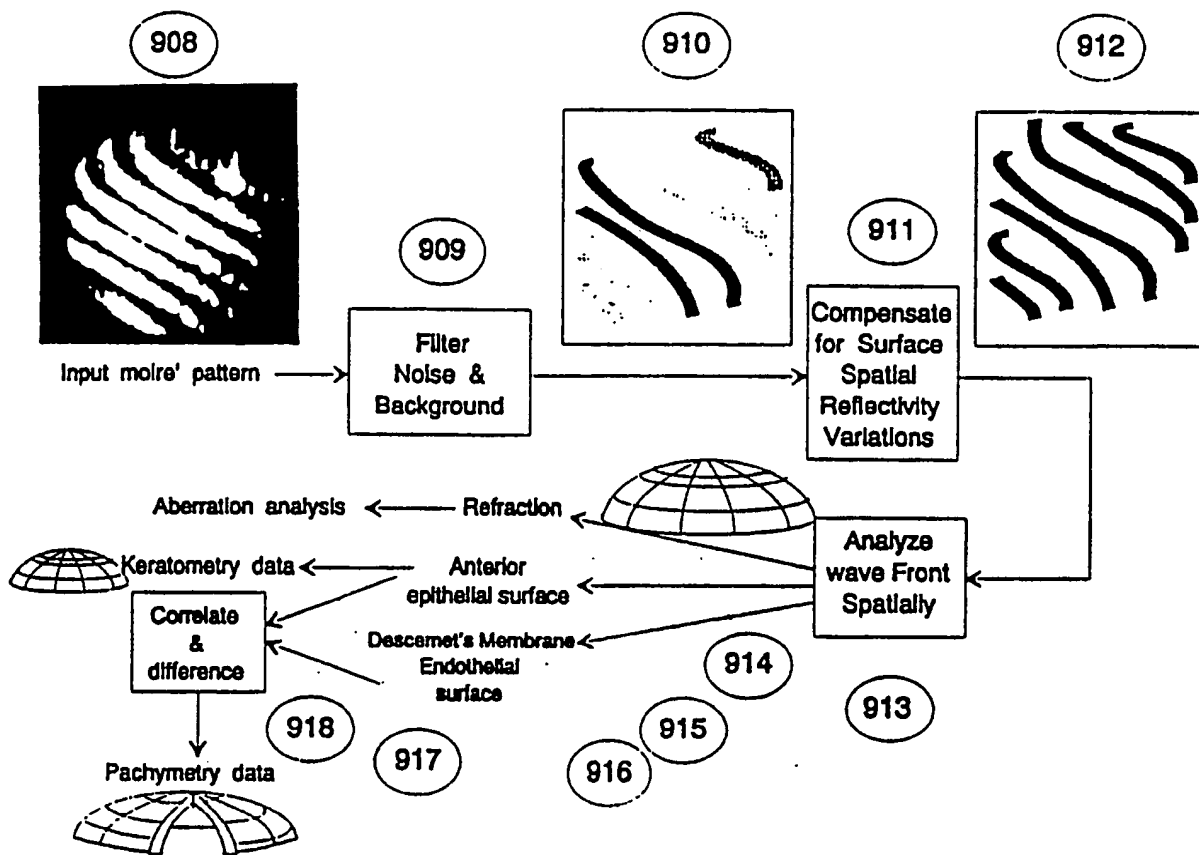 908
910
912
909
911
Input moire' pattern
Filter
Noise &
Background
Compensate
for Surface
Spatial
Reflectivity
Variations
Aberration analysis
Refraction
Analyze
wave Front
Spatially
Keratometry data
Anterior
epithelial surface
Correlate
&
difference
Descemet's Membrane
Endothelial
surface
914
913
915
918
917
916
Pachymetry data